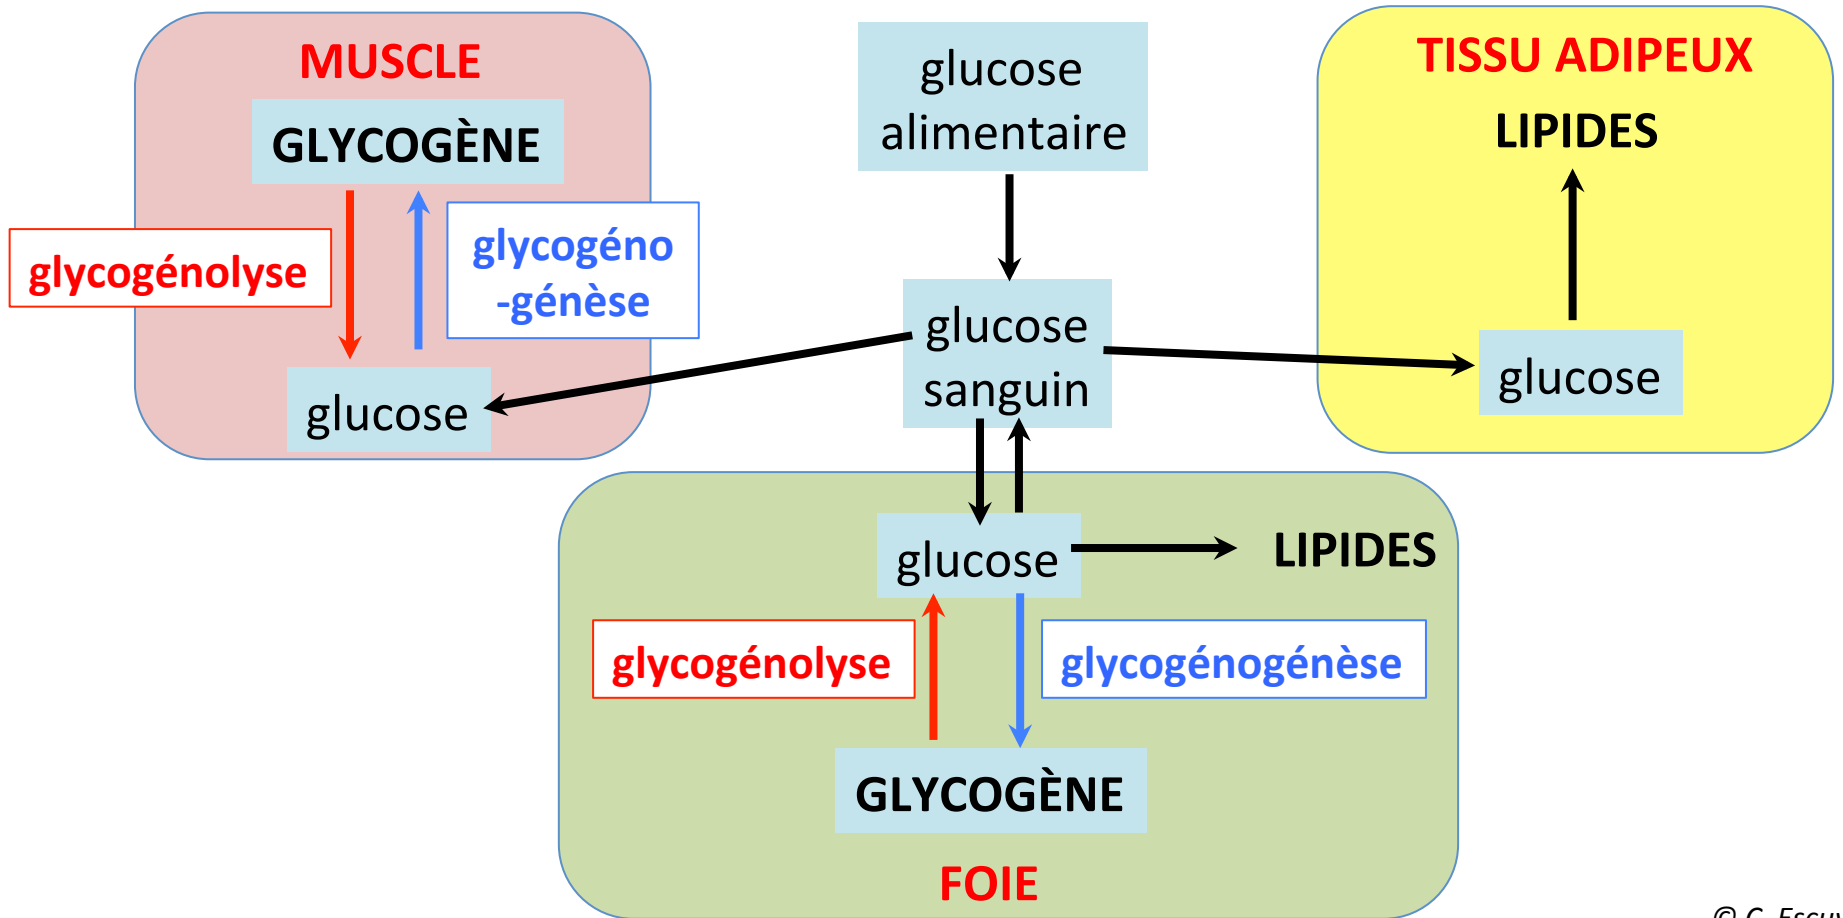 MUSCLE
GLYCOGÈNE
glycogénolyse
glycogéno
-génèse
glucose
glucose
alimentaire
glucose
sanguin
TISSU ADIPEUX
LIPIDES
glucose
glucose
LIPIDES
glycogénolyse
glycogénogénèse
GLYCOGÈNE
FOIE
© C. Escuy